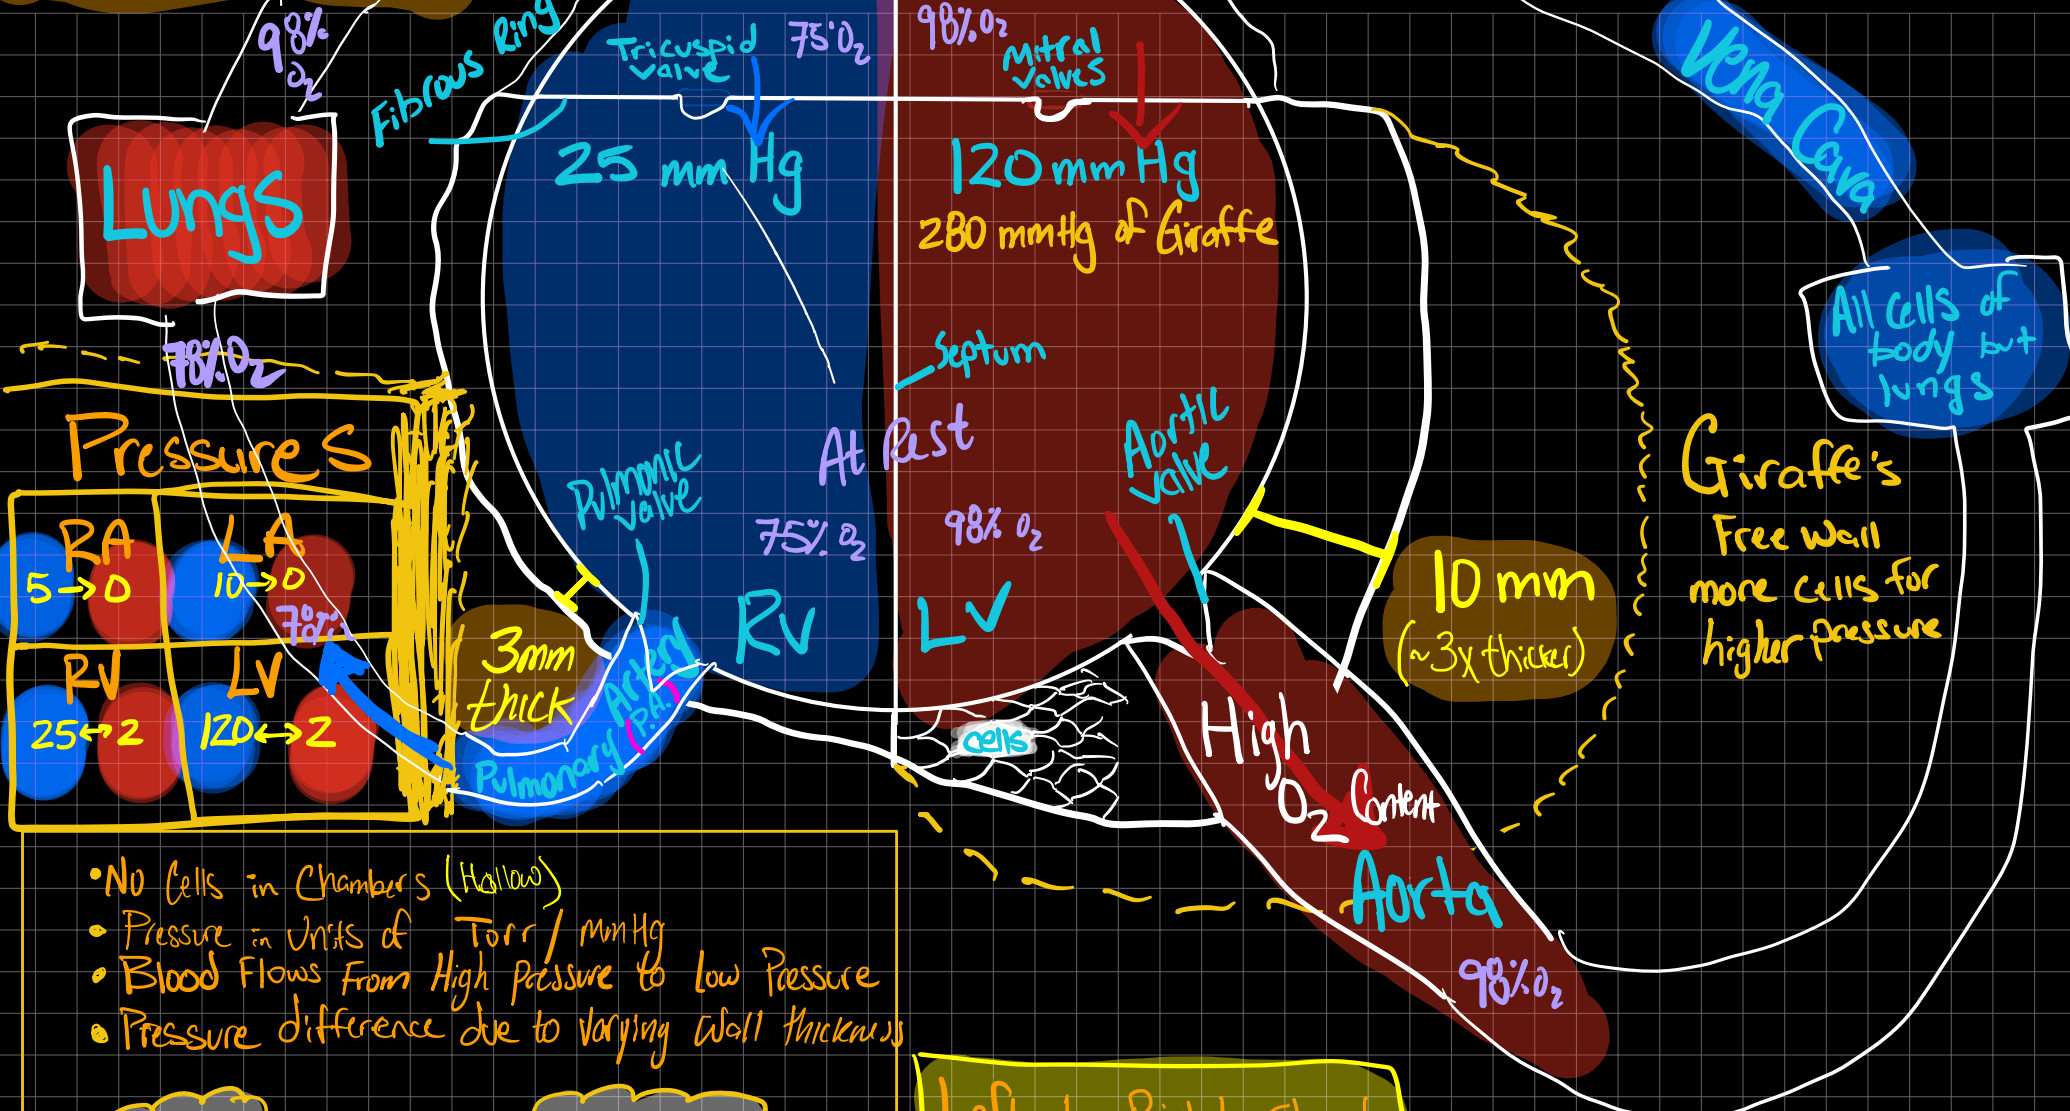 98%
O2
Fibrous Ring
Tricuspid
valve
75%O2
98%O2
Mitral
valves
Vena Cava
Lungs
25 mm Hg
120 mm Hg
280 mmHg of Giraffe
78% O2
Septum
All Cells of
body but
lungs
At Rest
Pulmonic
valve
Aortic
valve
75% O2
98% O2
RV
LV
Pressures
RA
5→0
LA
10→0
78%
RV
25↔2
LV
120↔2
3mm
thick
Pulmonary Artery
P.A.
cells
High
O2 Content
Aorta
98%O2
10 mm
(~3x thicker)
Giraffe's
Free wall
more cells for
higher pressure
• No Cells in Chambers (Hollow)
• Pressure in Units of Torr / mmHg
• Blood Flows From High Pressure to Low Pressure
• Pressure difference due to varying wall thickness